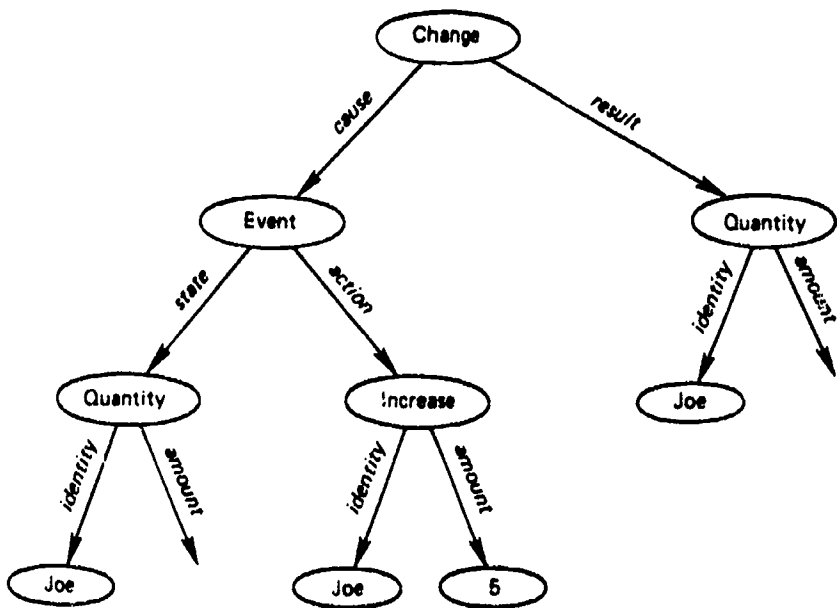 Change
cause
result
Event
Quantity
state
action
identity
amount
Quantity
Increase
Joe
identity
amount
identity
amount
Joe
Joe
5